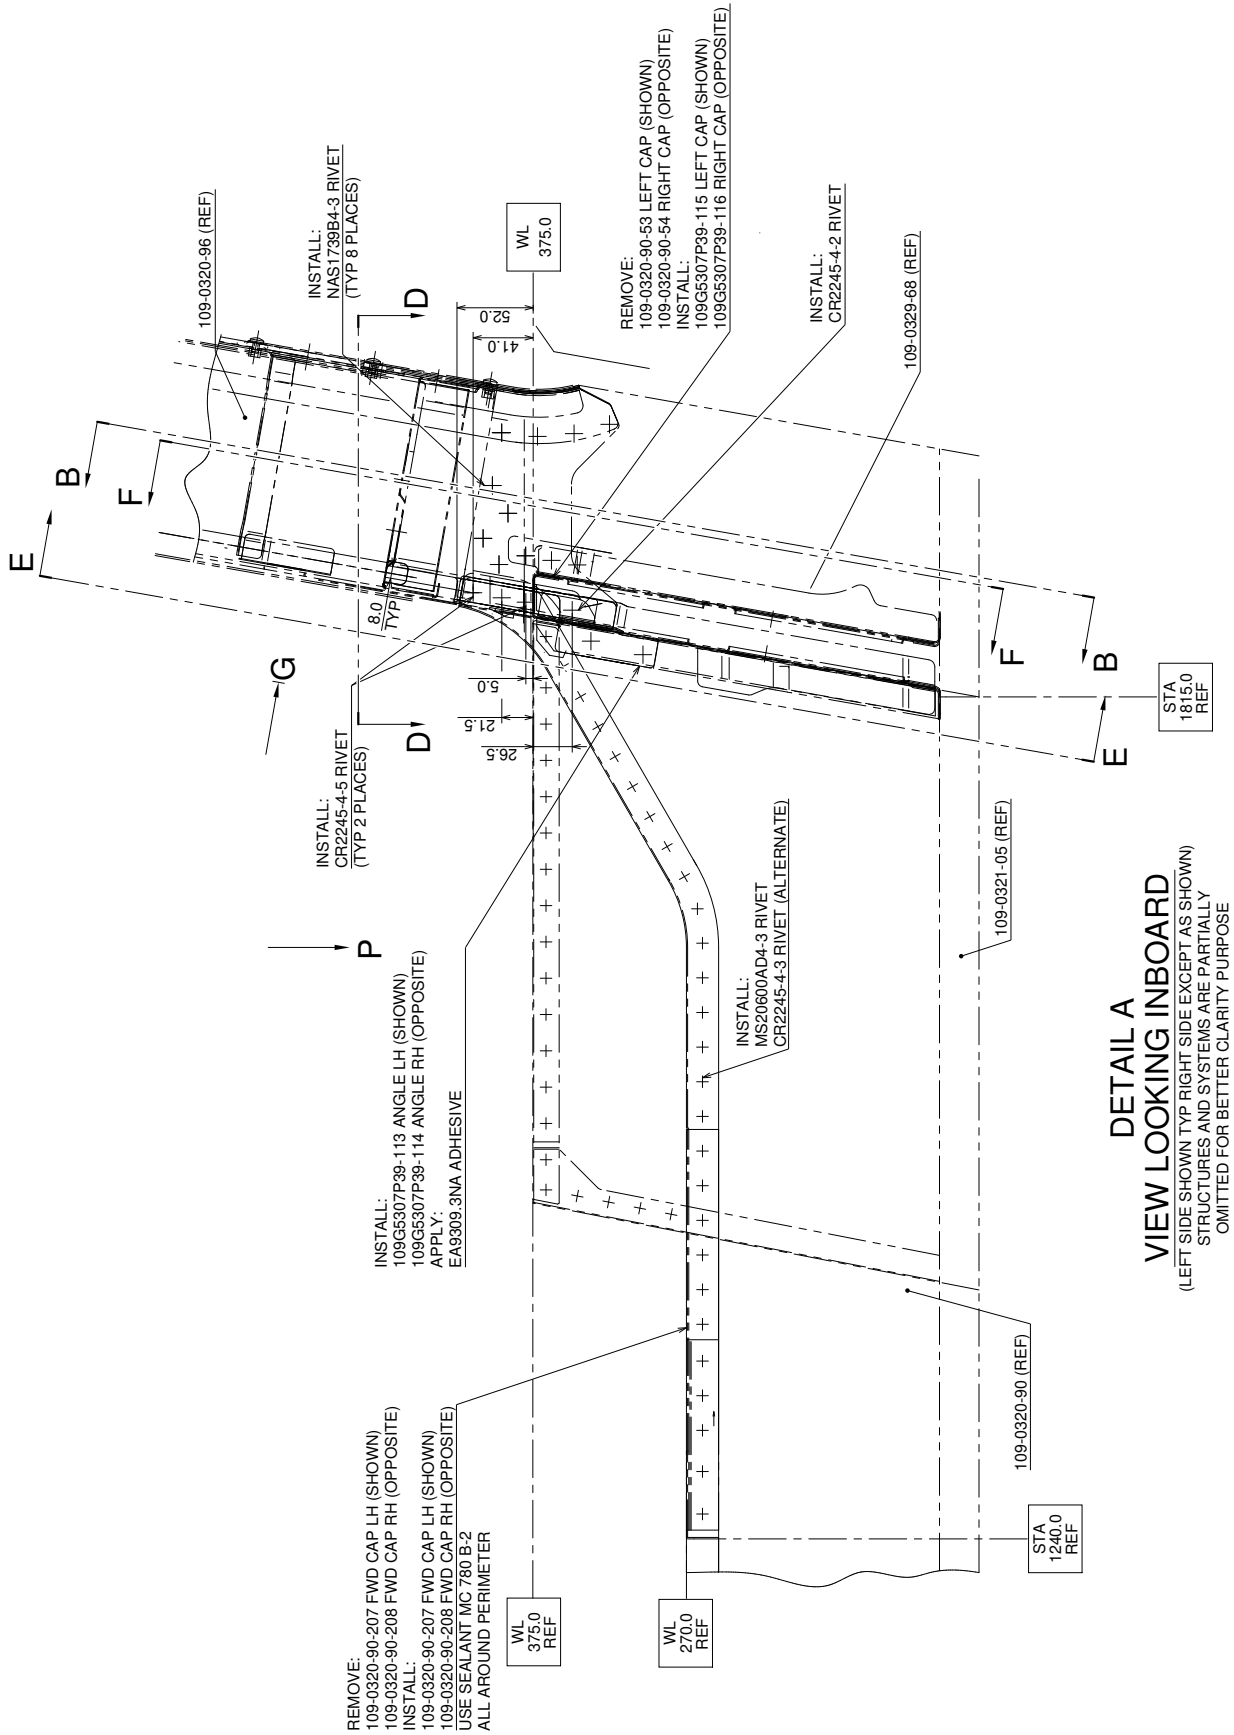 109-0320-96 (REF)
INSTALL:
NAS1739B4-3 RIVET
(TYP 8 PLACES)
WL
375.0
REMOVE:
109-0320-90-53 LEFT CAP (SHOWN)
109-0320-90-54 RIGHT CAP (OPPOSITE)
INSTALL:
109G5307P39-115 LEFT CAP (SHOWN)
109G5307P39-116 RIGHT CAP (OPPOSITE)
INSTALL:
CR2245-4-2 RIVET
109-0329-68 (REF)
D
52.0
41.0
B
F
E
8.0
TYP
G
D
5.0
21.5
26.5
F
B
E
STA
1815.0
REF
INSTALL:
CR2245-4-5 RIVET
(TYP 2 PLACES)
P
INSTALL:
109G5307P39-113 ANGLE LH (SHOWN)
109G5307P39-114 ANGLE RH (OPPOSITE)
APPLY:
EA9309.3NA ADHESIVE
INSTALL:
MS20600AD4-3 RIVET
CR2245-4-3 RIVET (ALTERNATE)
109-0321-05 (REF)
REMOVE:
109-0320-90-207 FWD CAP LH (SHOWN)
109-0320-90-208 FWD CAP RH (OPPOSITE)
INSTALL:
109-0320-90-207 FWD CAP LH (SHOWN)
109-0320-90-208 FWD CAP RH (OPPOSITE)
USE SEALANT MC 780 B-2
ALL AROUND PERIMETER
109-0320-90 (REF)
WL
375.0
REF
WL
270.0
REF
STA
1240.0
REF
DETAIL A
VIEW LOOKING INBOARD
(LEFT SIDE SHOWN TYP RIGHT SIDE EXCEPT AS SHOWN)
STRUCTURES AND SYSTEMS ARE PARTIALLY
OMITTED FOR BETTER CLARITY PURPOSE